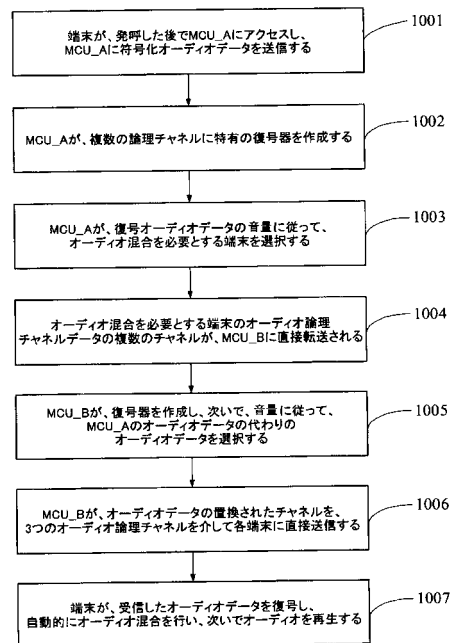 端末が、発呼した後でMCU_Aにアクセスし、
MCU_Aに符号化オーディオデータを送信する
1001
MCU_Aが、複数の論理チャネルに特有の復号器を作成する
1002
MCU_Aが、復号オーディオデータの音量に従って、
オーディオ混合を必要とする端末を選択する
1003
オーディオ混合を必要とする端末のオーディオ論理
チャネルデータの複数のチャネルが、MCU_Bに直接転送される
1004
MCU_Bが、復号器を作成し、次いで、音量に従って、
MCU_Aのオーディオデータの代わりの
オーディオデータを選択する
1005
MCU_Bが、オーディオデータの置換されたチャネルを、
3つのオーディオ論理チャネルを介して各端末に直接送信する
1006
端末が、受信したオーディオデータを復号し、
自動的にオーディオ混合を行い、次いでオーディオを再生する
1007